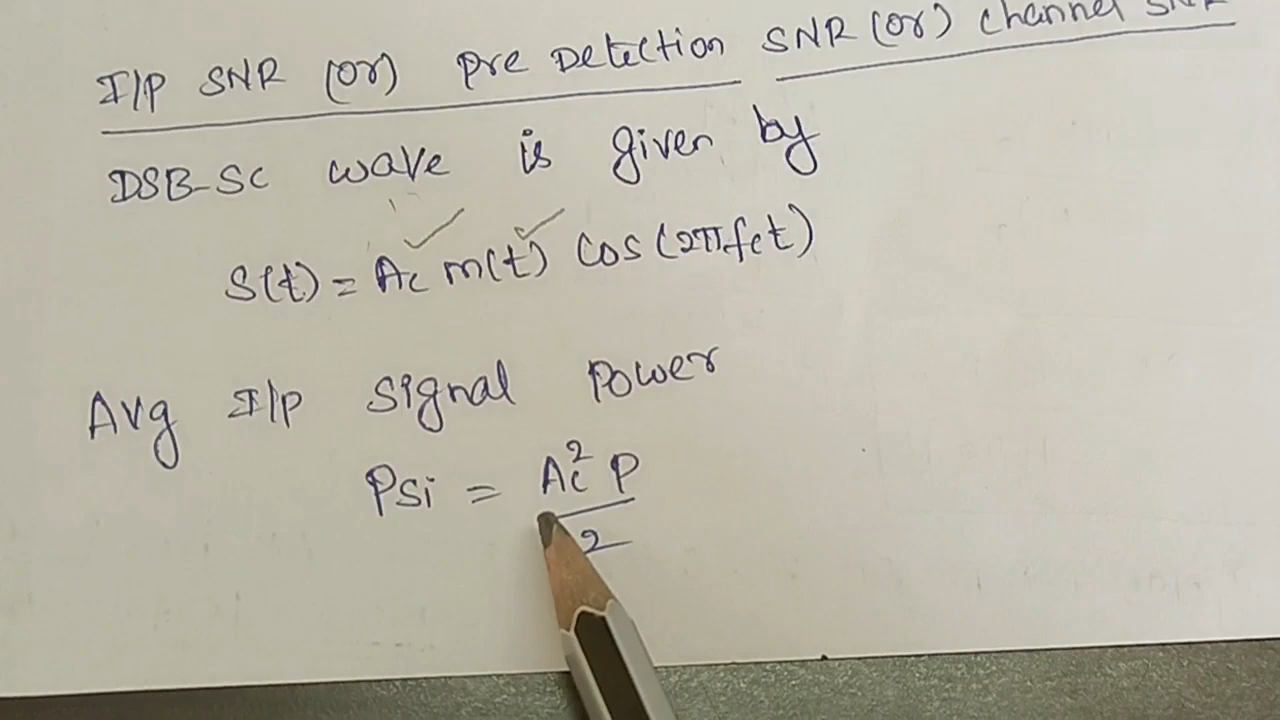 I/P SNR (or) Pre Detection SNR (or) Channel SNR
DSB-SC wave is given by
S(t) = Ac m(t) Cos(2πfct)
Avg I/p Signal Power
Psi = Ac² P / 2